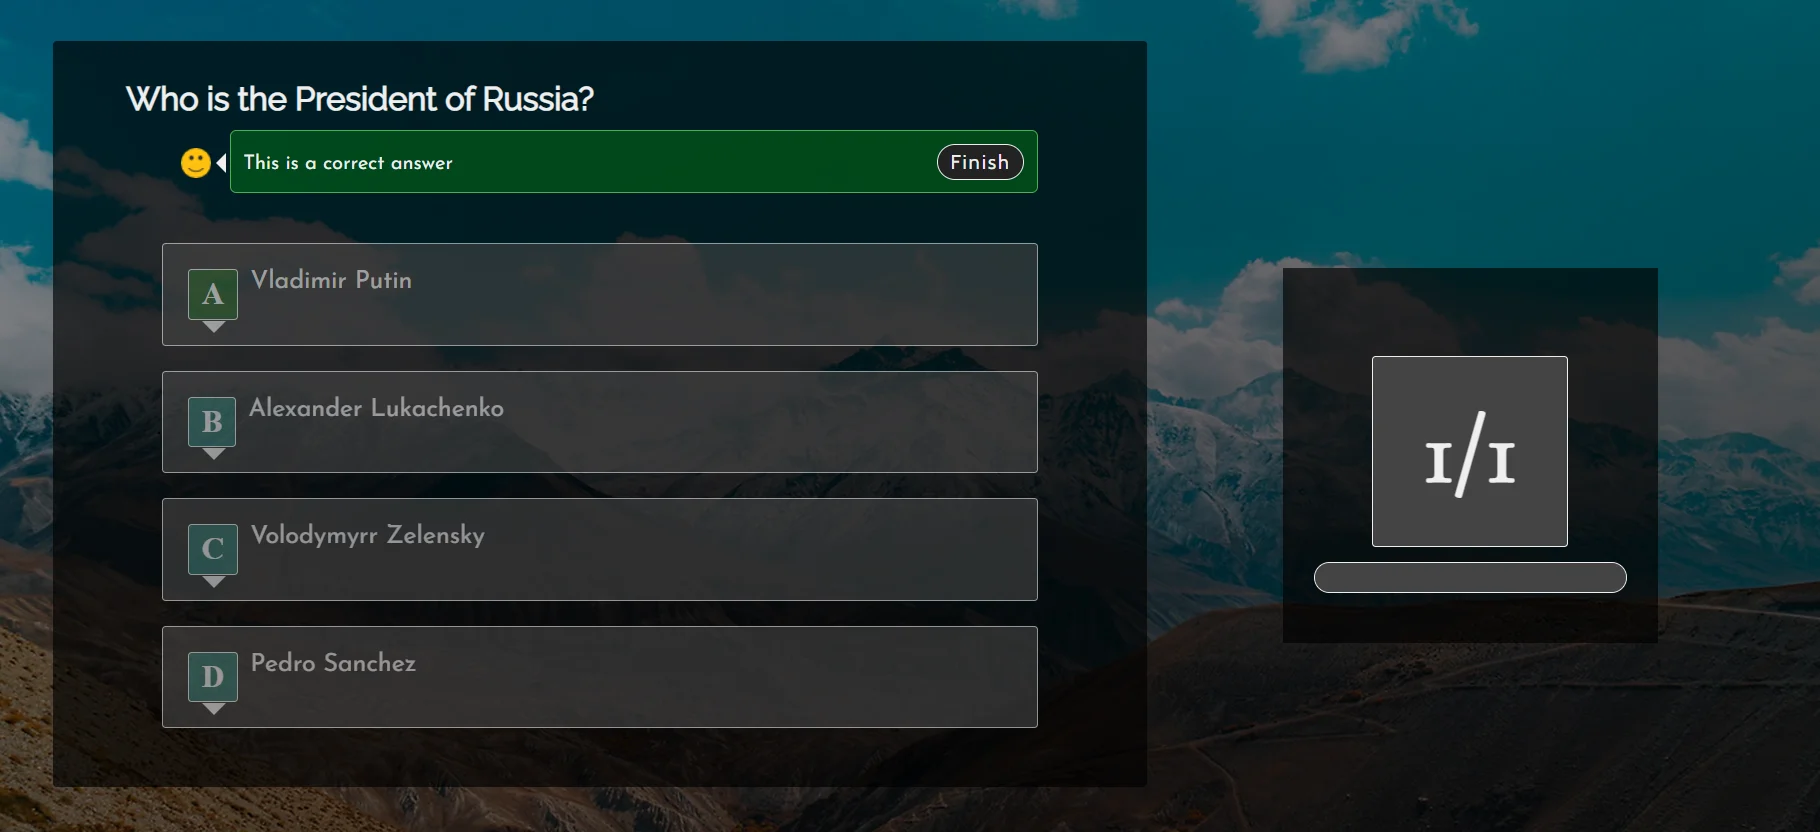 Who is the President of Russia?
This is a correct answer
Finish
A
Vladimir Putin
B
Alexander Lukachenko
C
Volodymyrr Zelensky
D
Pedro Sanchez
1/1